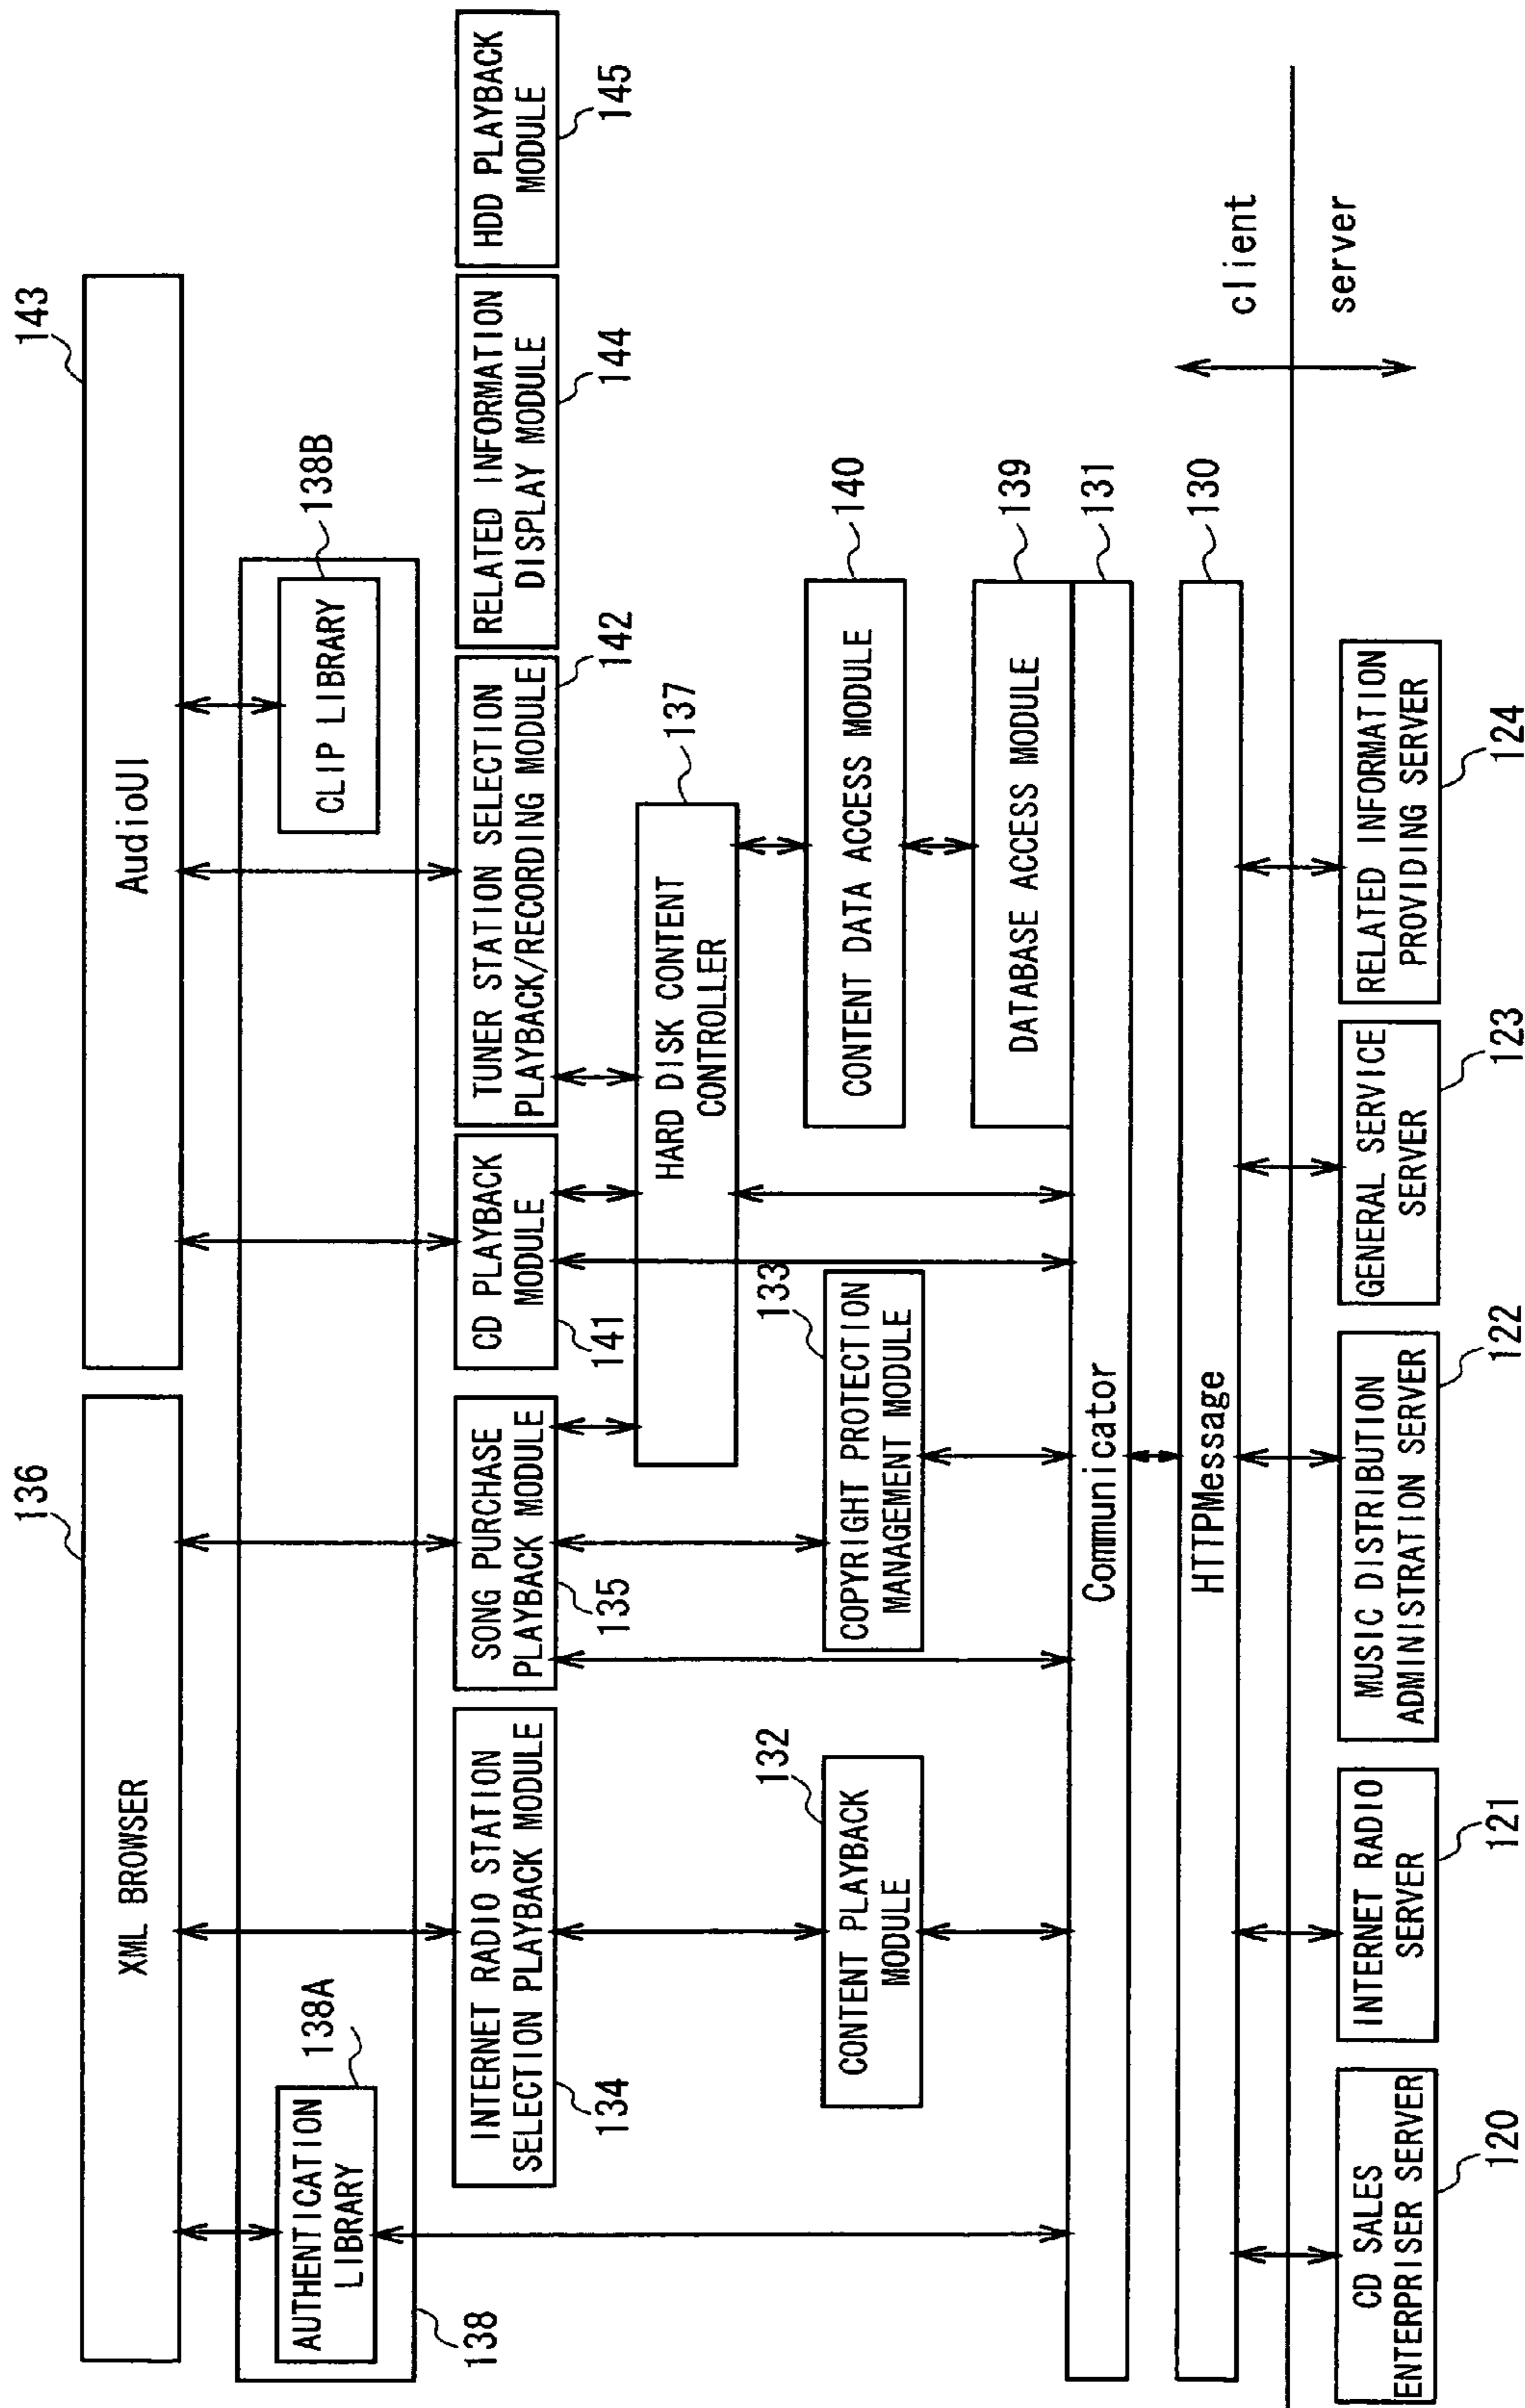 136
143
XML BROWSER
AudioUI
AUTHENTICATION
LIBRARY
138A
CLIP LIBRARY
138B
138
INTERNET RADIO STATION
SELECTION PLAYBACK MODULE
134
SONG PURCHASE
PLAYBACK MODULE
135
CD PLAYBACK
MODULE
141
TUNER STATION SELECTION
PLAYBACK/RECORDING MODULE
142
RELATED INFORMATION
DISPLAY MODULE
144
HDD PLAYBACK
MODULE
145
HARD DISK CONTENT
CONTROLLER
137
CONTENT PLAYBACK
MODULE
132
COPYRIGHT PROTECTION
MANAGEMENT MODULE
133
CONTENT DATA ACCESS MODULE
140
DATABASE ACCESS MODULE
139
Communicator
131
HTTPMessage
130
client
server
CD SALES
ENTERPRISER SERVER
120
INTERNET RADIO
SERVER
121
MUSIC DISTRIBUTION
ADMINISTRATION SERVER
122
GENERAL SERVICE
SERVER
123
RELATED INFORMATION
PROVIDING SERVER
124